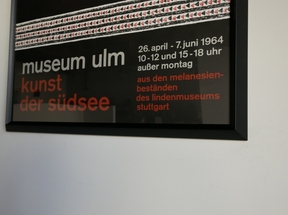 museum ulm
kunst
der südsee
26. april - 7. juni 1964
10-12 und 15-18 uhr
außer montag
aus den melanesien-
beständen
des lindenmuseums
stuttgart